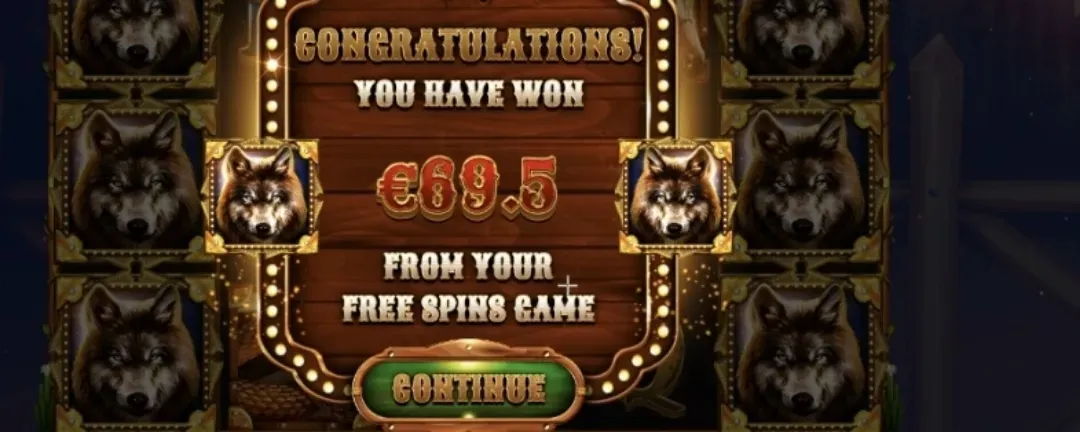 CONGRATULATIONS!
YOU HAVE WON
€69.5
FROM YOUR
FREE SPINS GAME
CONTINUE